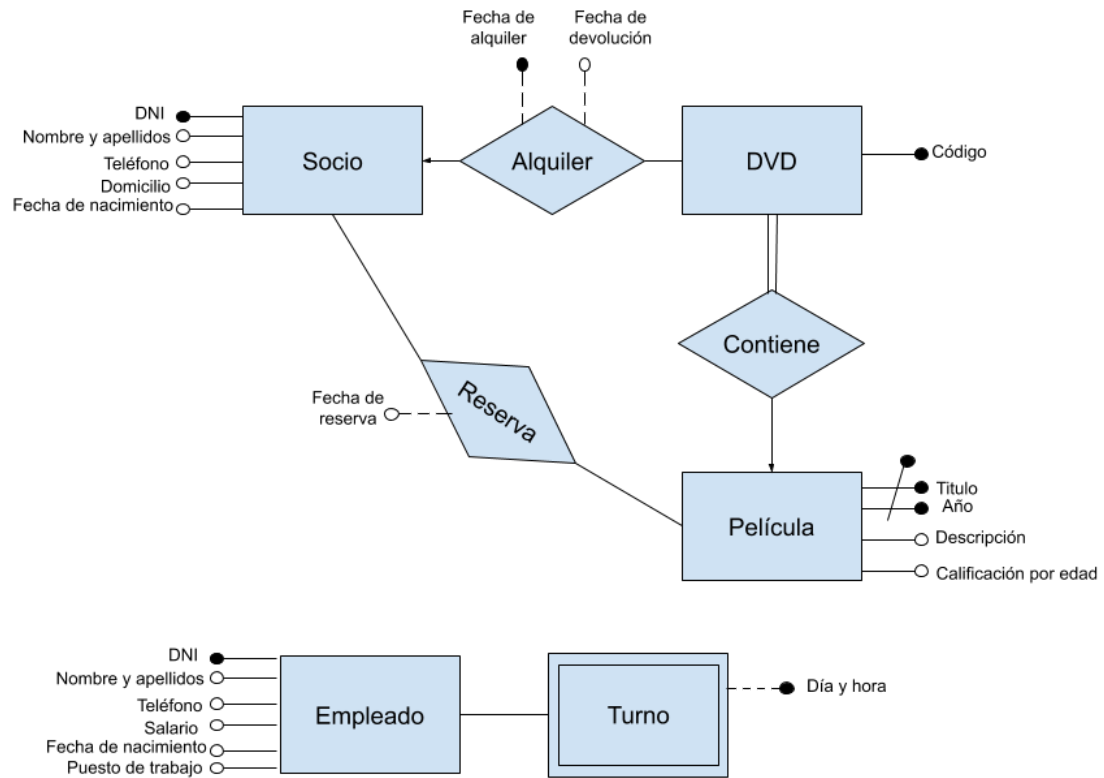 Fecha de
alquiler
Fecha de
devolución
DNI
Nombre y apellidos
Teléfono
Domicilio
Fecha de nacimiento
Socio
Alquiler
DVD
Código
Contiene
Fecha de
reserva
Reserva
Película
Titulo
Año
Descripción
Calificación por edad
DNI
Nombre y apellidos
Teléfono
Salario
Fecha de nacimiento
Puesto de trabajo
Empleado
Turno
Día y hora